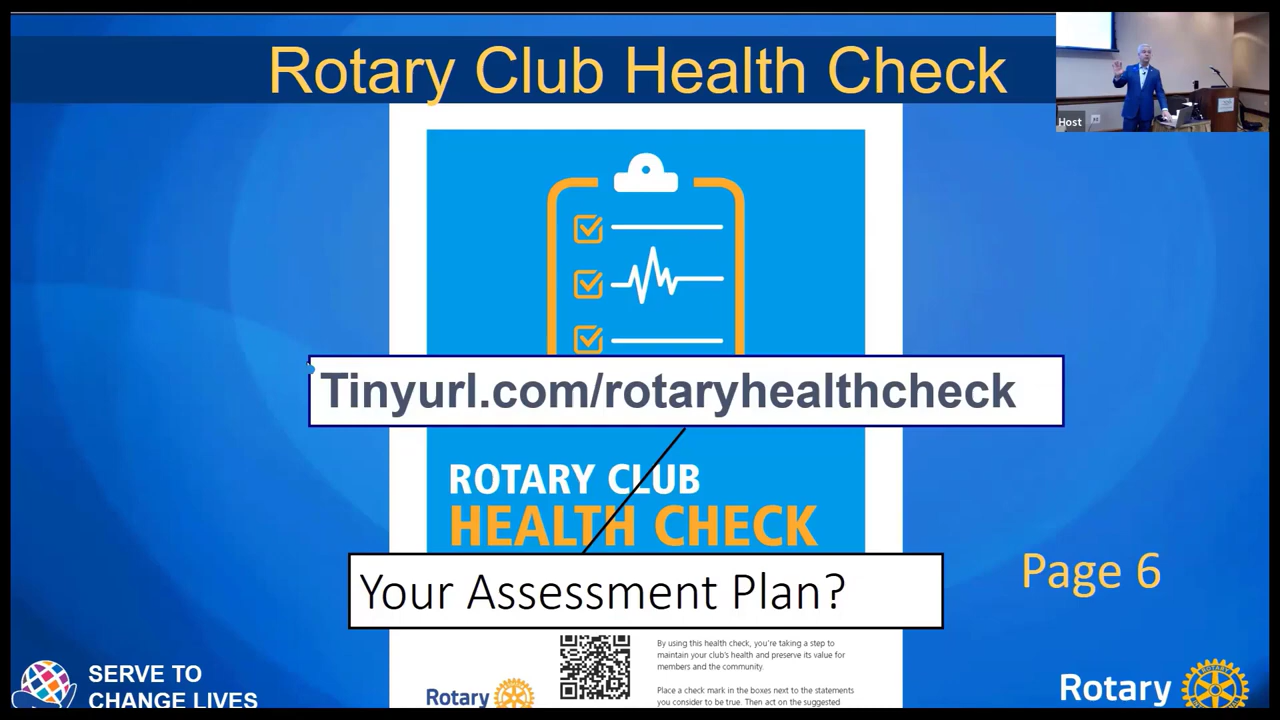 Rotary Club Health Check
Host
Tinyurl.com/rotaryhealthcheck
ROTARY CLUB
HEALTH CHECK
Your Assessment Plan?
Page 6
By using this health check, you're taking a step to
maintain your club's health and preserve its value for
members and the community.
Place a check mark in the boxes next to the statements
you consider to be true. Then act on the suggested
Rotary
SERVE TO
CHANGE LIVES
Rotary